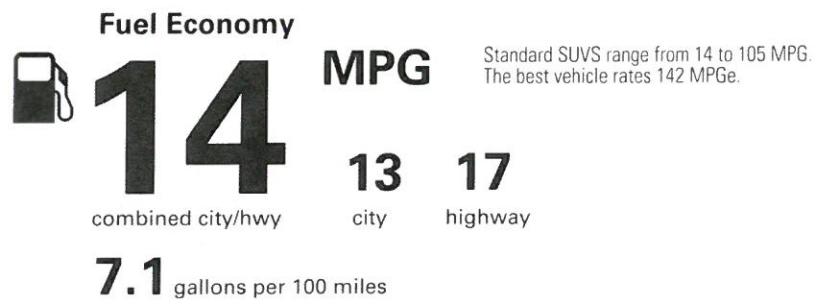 Fuel Economy
14 MPG
Standard SUVS range from 14 to 105 MPG.
The best vehicle rates 142 MPGe.
combined city/hwy
13
city
17
highway
7.1 gallons per 100 miles